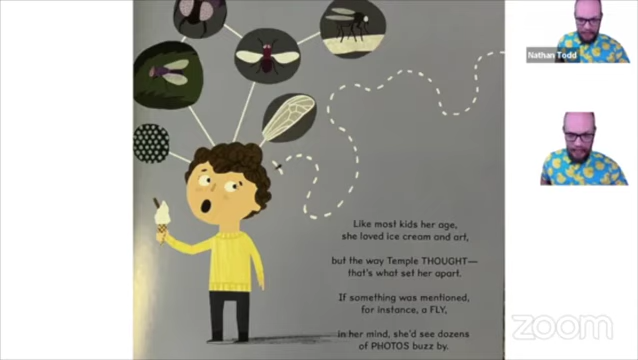 Nathan Todd
Like most kids her age,
she loved ice cream and art,
but the way Temple THOUGHT—
that's what set her apart.
If something was mentioned,
for instance, a FLY,
in her mind, she'd see dozens
of PHOTOS buzz by.
zoom